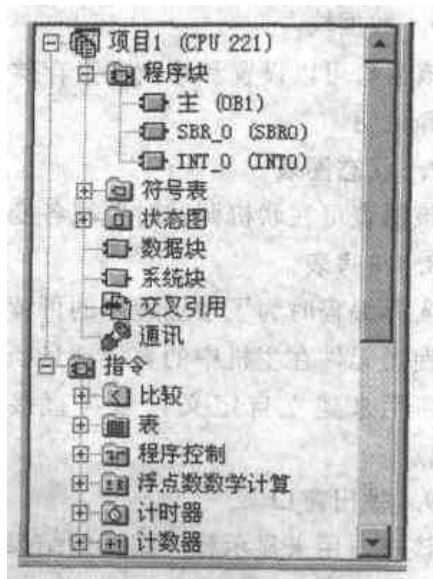 项目1 (CPU 221)
程序块
主 (OB1)
SBR_0 (SBR0)
INT_0 (INT0)
符号表
状态图
数据块
系统块
交叉引用
通讯
指令
比较
表
程序控制
浮点数数学计算
计时器
计数器